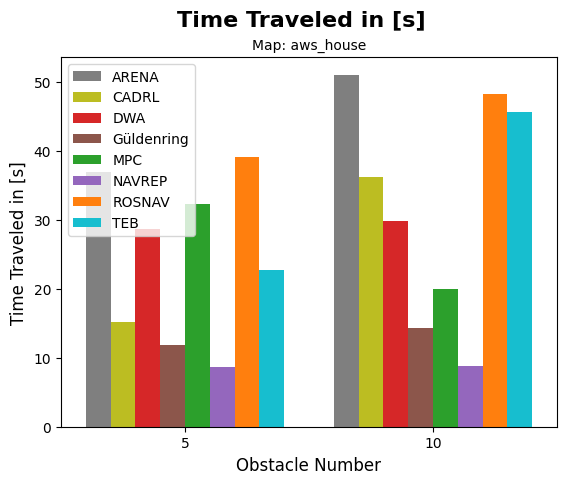 Time Traveled in [s]
Map: aws_house
Time Traveled in [s]
50
40
30
20
10
0
ARENA
CADRL
DWA
Güldenring
MPC
NAVREP
ROSNAV
TEB
5
10
Obstacle Number